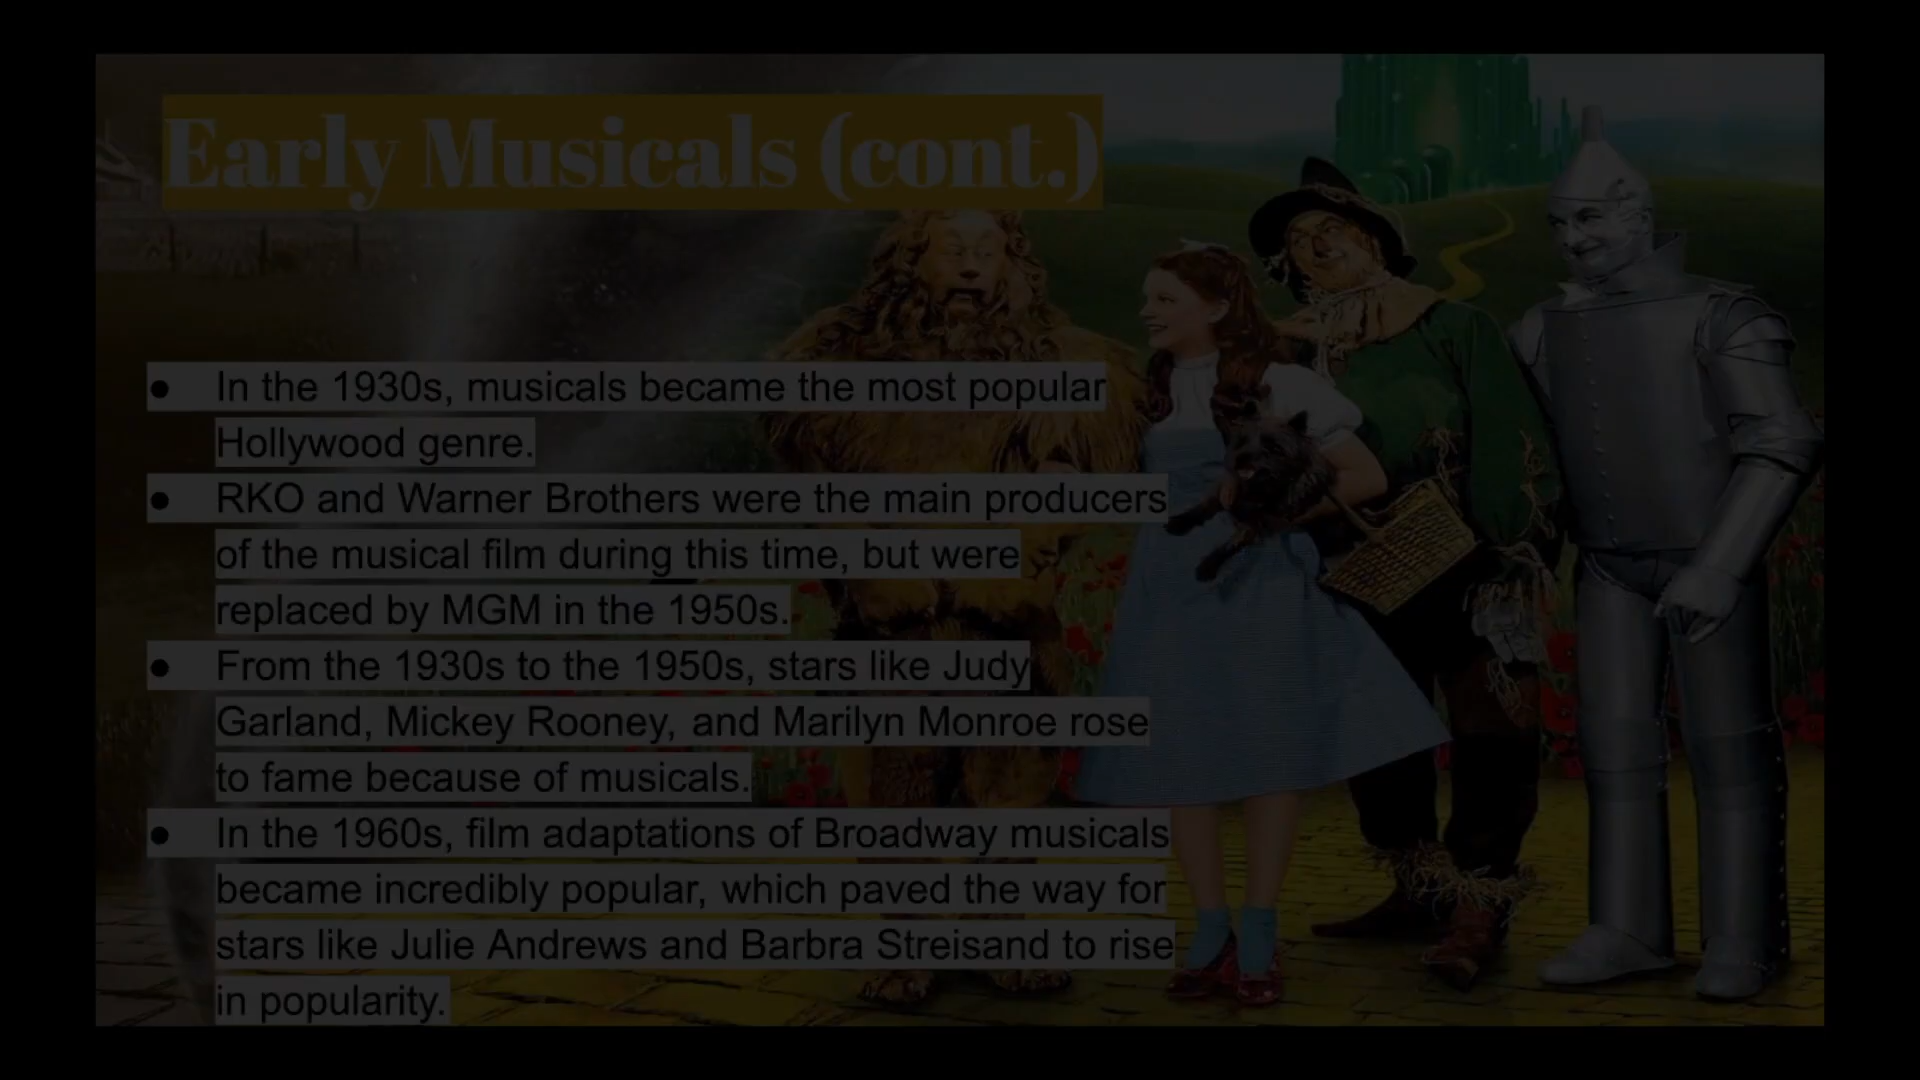 Early Musicals (cont.)
● In the 1930s, musicals became the most popular
Hollywood genre.
● RKO and Warner Brothers were the main producers
of the musical film during this time, but were
replaced by MGM in the 1950s.
● From the 1930s to the 1950s, stars like Judy
Garland, Mickey Rooney, and Marilyn Monroe rose
to fame because of musicals.
● In the 1960s, film adaptations of Broadway musicals
became incredibly popular, which paved the way for
stars like Julie Andrews and Barbra Streisand to rise
in popularity.